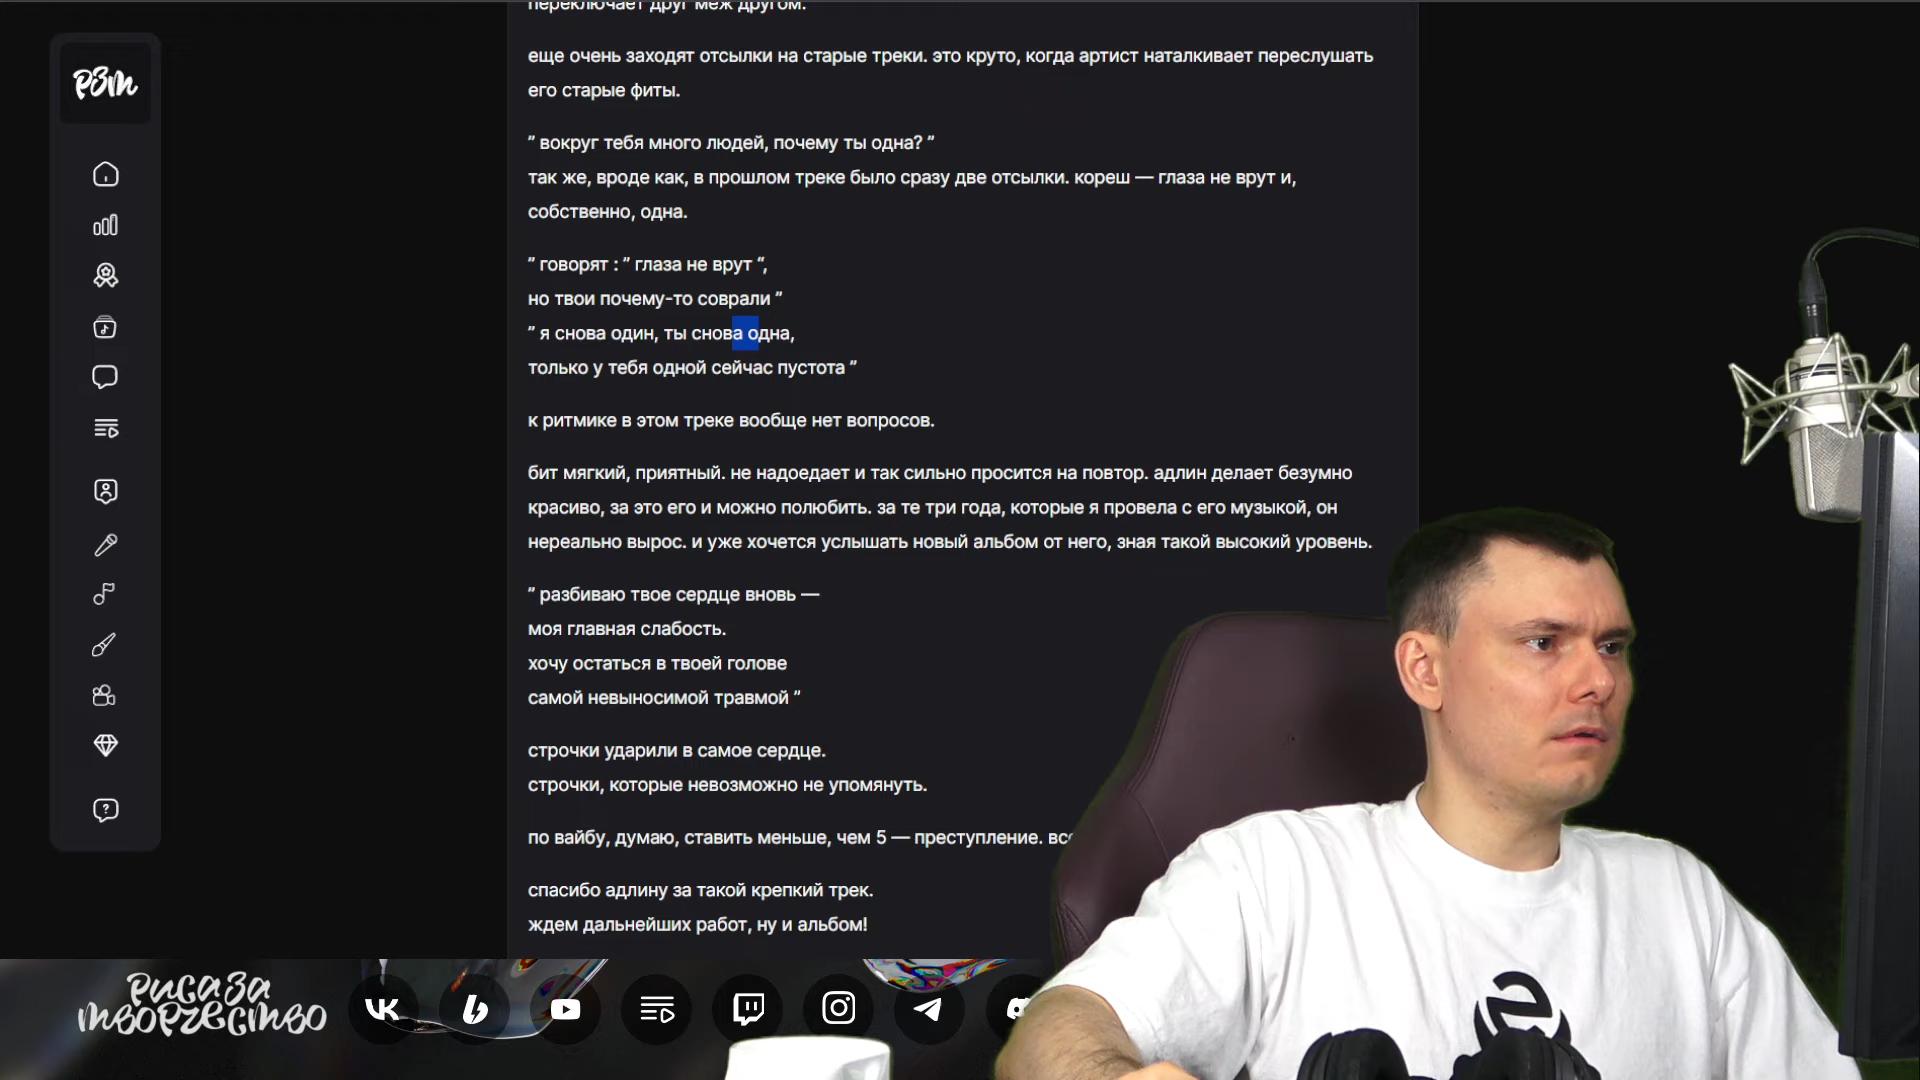 переключает друг меж другом.
РЗТ
еще очень заходят отсылки на старые треки. это круто, когда артист наталкивает переслушать
его старые фиты.
” вокруг тебя много людей, почему ты одна? ”
так же, вроде как, в прошлом треке было сразу две отсылки. кореш — глаза не врут и,
собственно, одна.
” говорят : ” глаза не врут “,
но твои почему-то соврали ”
” я снова один, ты снова одна,
только у тебя одной сейчас пустота ”
к ритмике в этом треке вообще нет вопросов.
бит мягкий, приятный. не надоедает и так сильно просится на повтор. адлин делает безумно
красиво, за это его и можно полюбить. за те три года, которые я провела с его музыкой, он
нереально вырос. и уже хочется услышать новый альбом от него, зная такой высокий уровень.
” разбиваю твое сердце вновь —
моя главная слабость.
хочу остаться в твоей голове
самой невыносимой травмой ”
строчки ударили в самое сердце.
строчки, которые невозможно не упомянуть.
по вайбу, думаю, ставить меньше, чем 5 — преступление.
спасибо адлину за такой крепкий трек.
ждем дальнейших работ, ну и альбом!
РИСАЗА
ТВОРЧЕСТВО